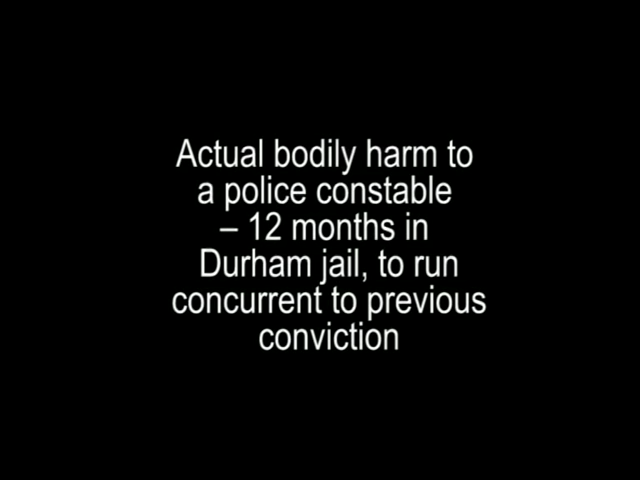 Actual bodily harm to
a police constable
– 12 months in
Durham jail, to run
concurrent to previous
conviction